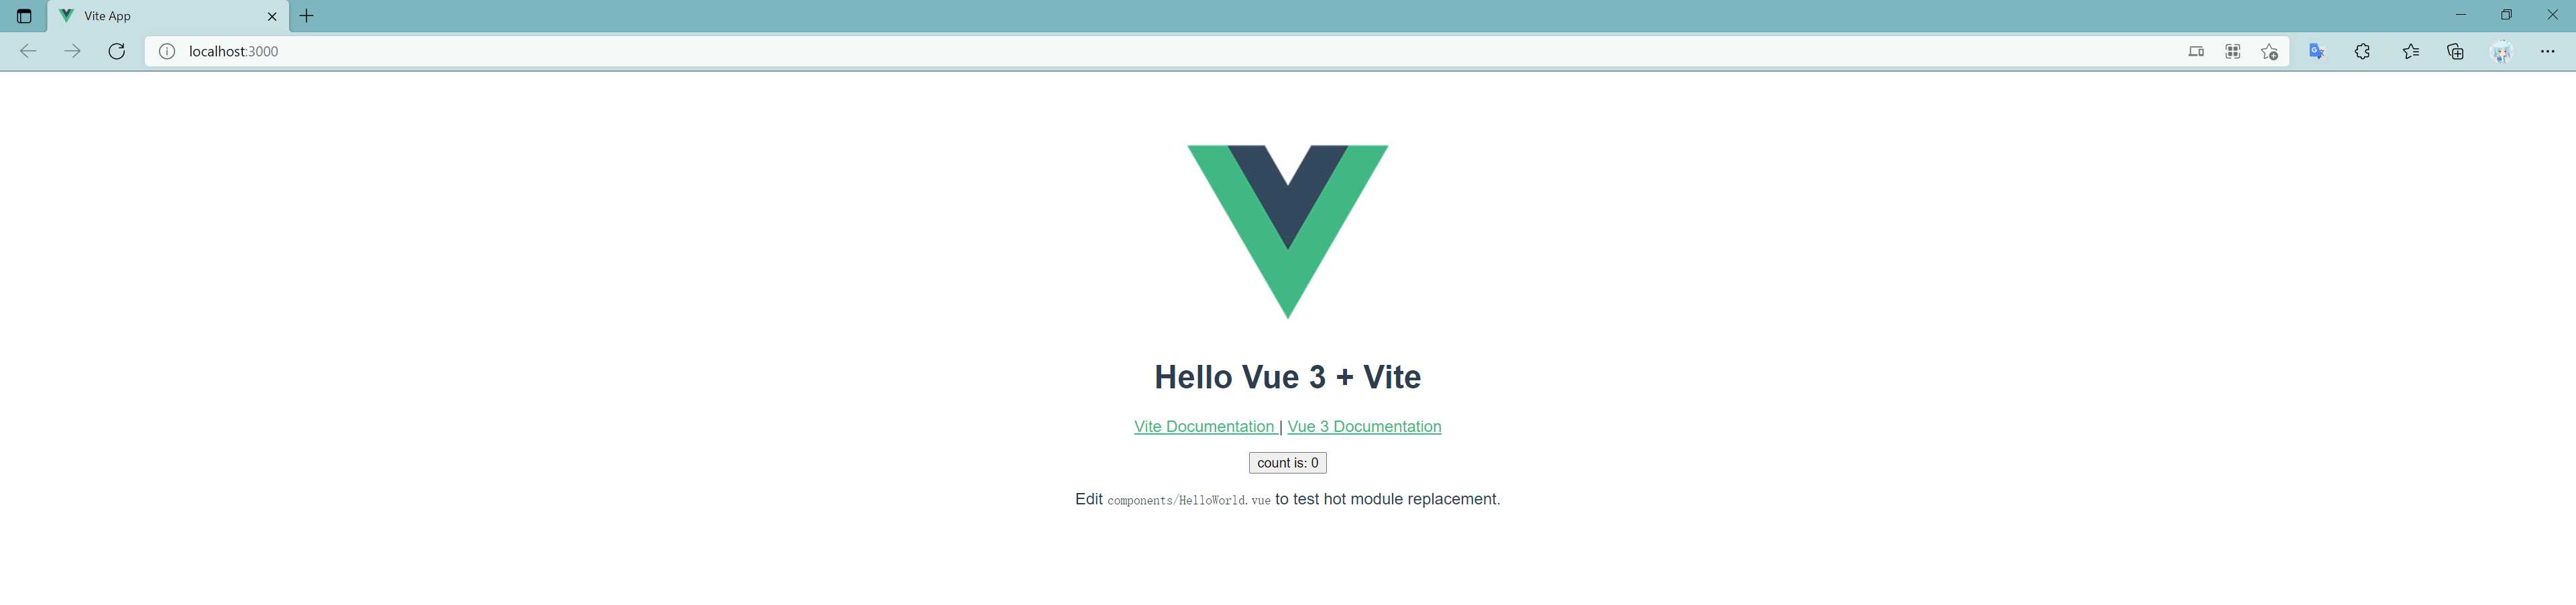 Vite App
localhost:3000
Hello Vue 3 + Vite
Vite Documentation | Vue 3 Documentation
count is: 0
Edit components/HelloWorld.vue to test hot module replacement.